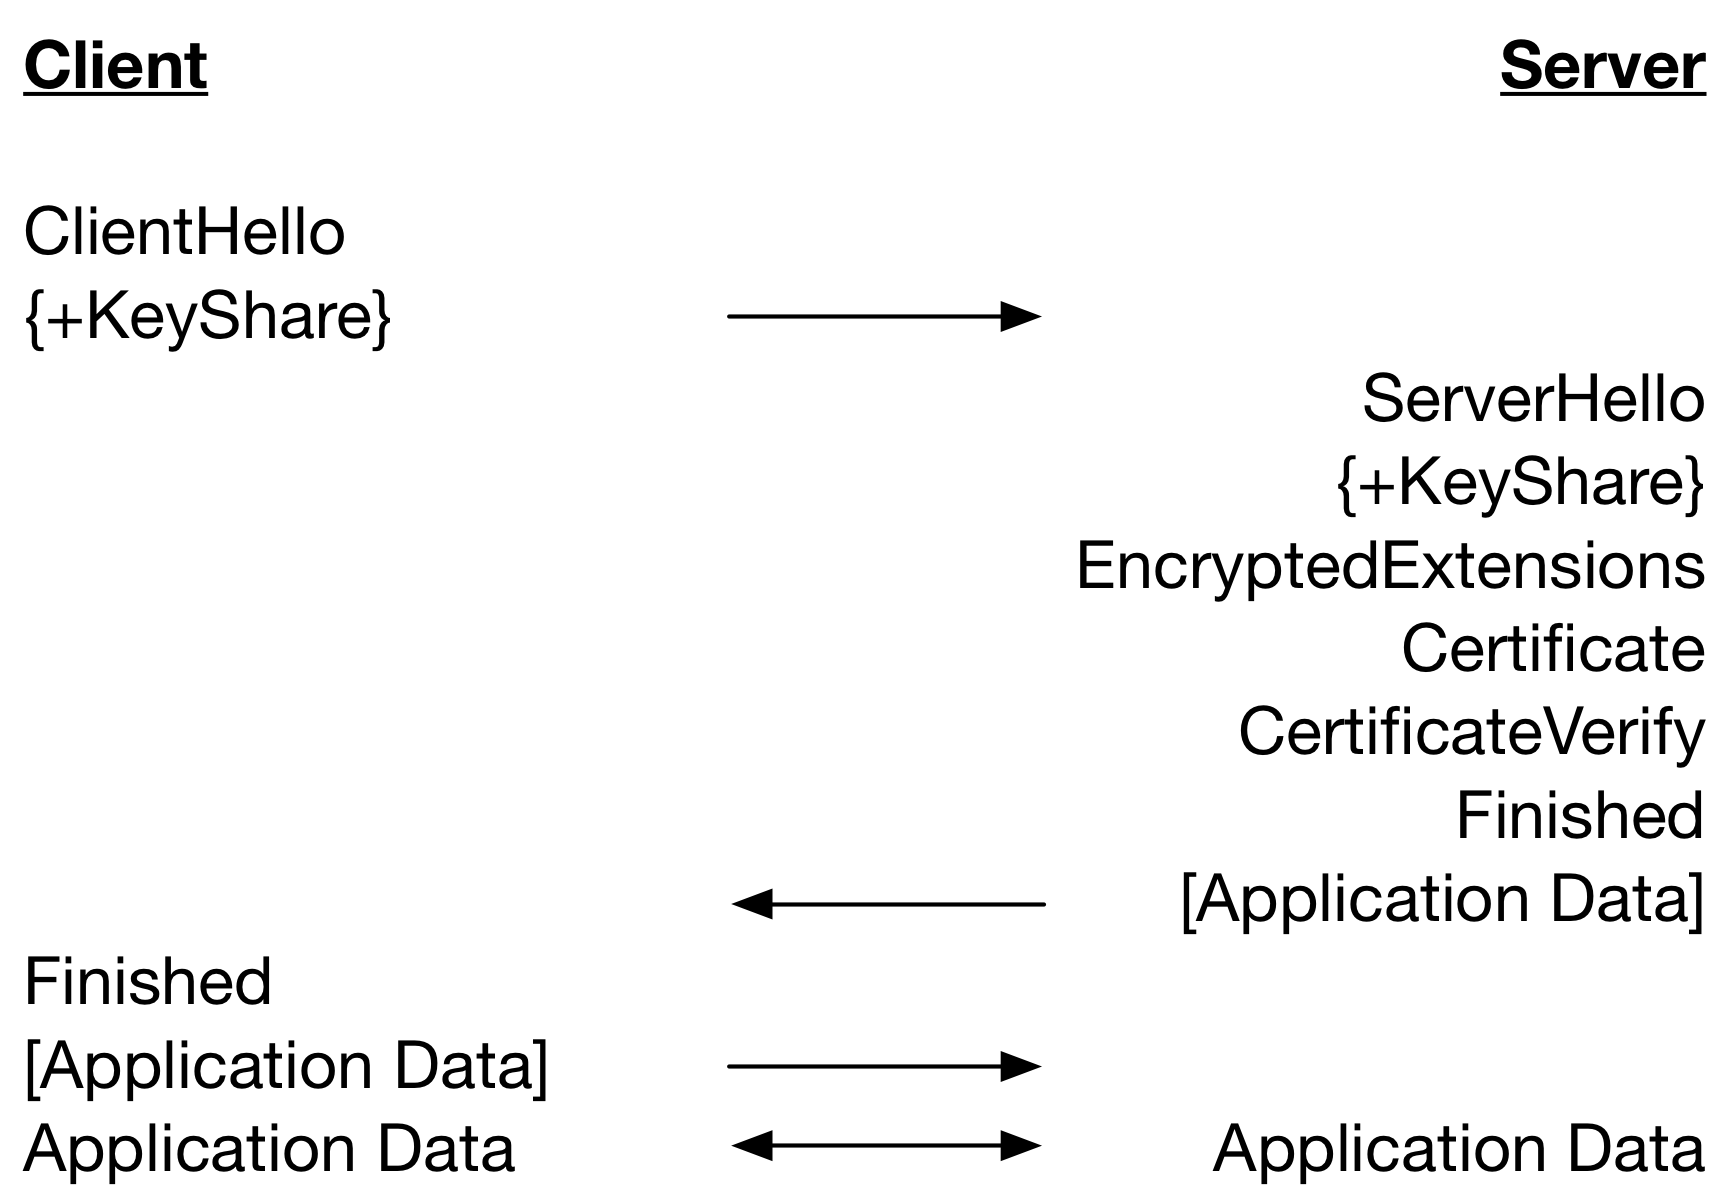 Client Server
ClientHello
{+KeyShare}
ServerHello
{+KeyShare}
EncryptedExtensions
Certificate
CertificateVerify
Finished
[Application Data]
Finished
[Application Data]
Application Data Application Data